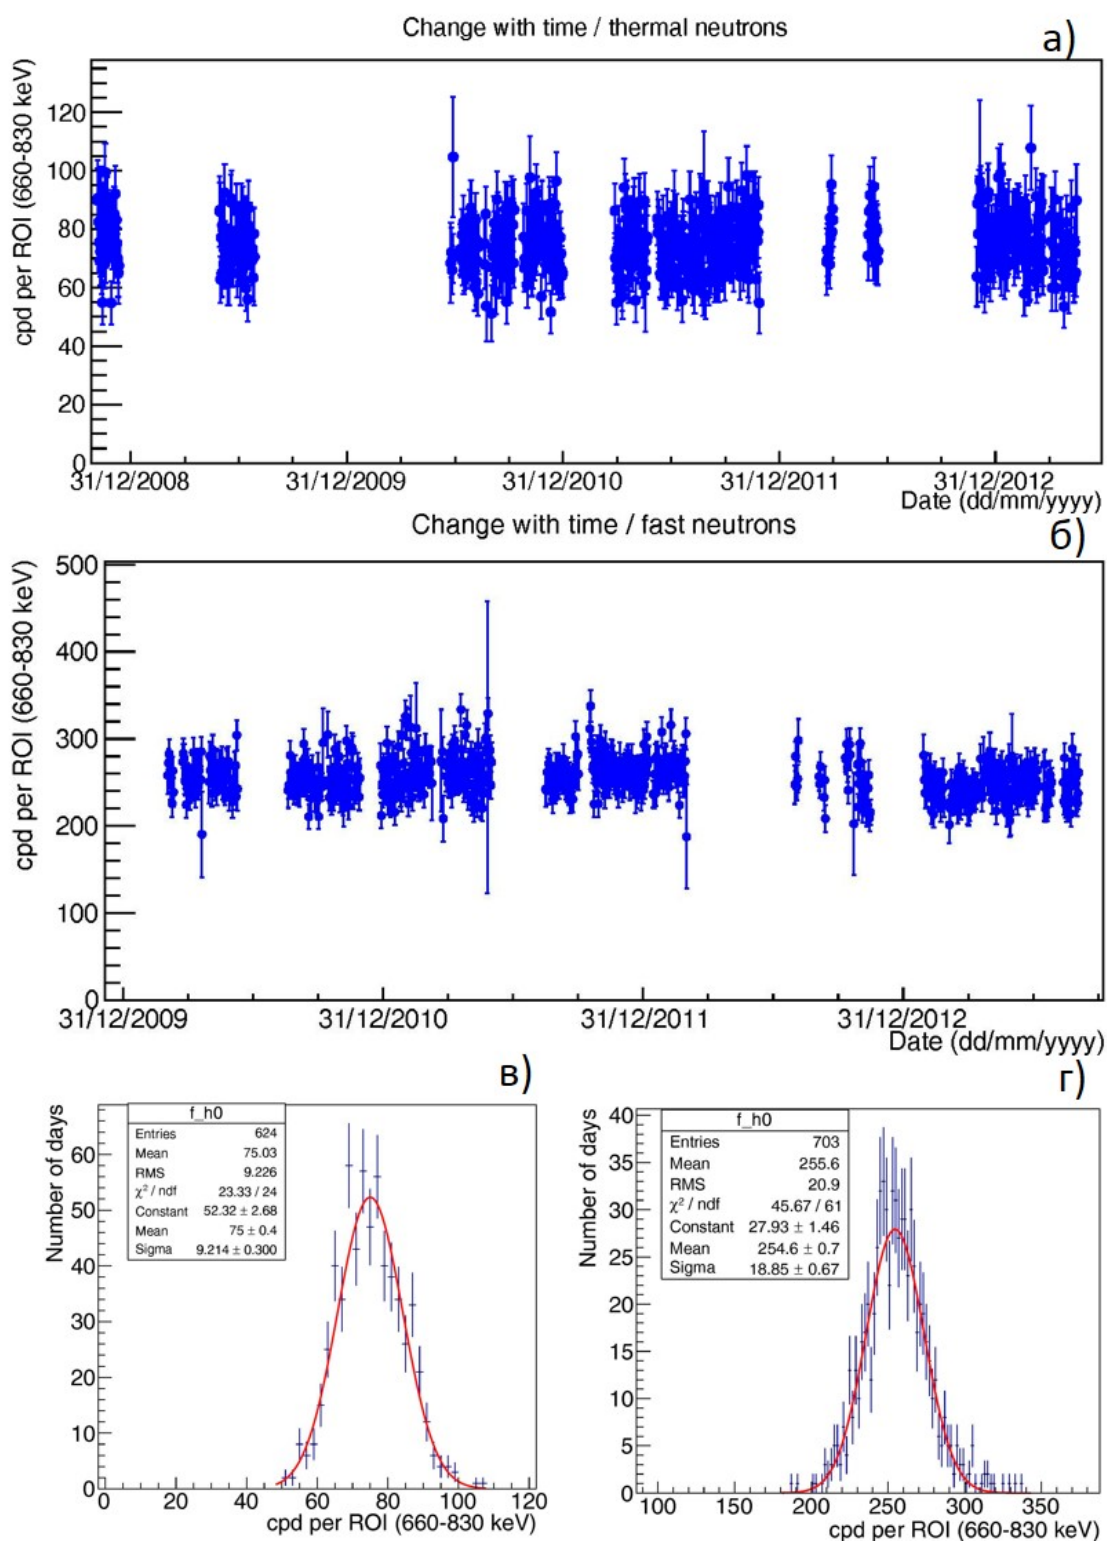 Change with time / thermal neutrons
а)
cpd per ROI (660-830 keV)
120
100
80
60
40
20
0
31/12/2008 31/12/2009 31/12/2010 31/12/2011 31/12/2012
Date (dd/mm/yyyy)
Change with time / fast neutrons
б)
cpd per ROI (660-830 keV)
500
400
300
200
100
0
31/12/2009 31/12/2010 31/12/2011 31/12/2012
Date (dd/mm/yyyy)
в)
Number of days
f_h0
Entries 624
Mean 75.03
RMS 9.226
χ² / ndf 23.33 / 24
Constant 52.32 ± 2.68
Mean 75 ± 0.4
Sigma 9.214 ± 0.300
60
50
40
30
20
10
0
0 20 40 60 80 100 120
cpd per ROI (660-830 keV)
г)
Number of days
f_h0
Entries 703
Mean 255.6
RMS 20.9
χ² / ndf 45.67 / 61
Constant 27.93 ± 1.46
Mean 254.6 ± 0.7
Sigma 18.85 ± 0.67
40
35
30
25
20
15
10
5
0
100 150 200 250 300 350
cpd per ROI (660-830 keV)